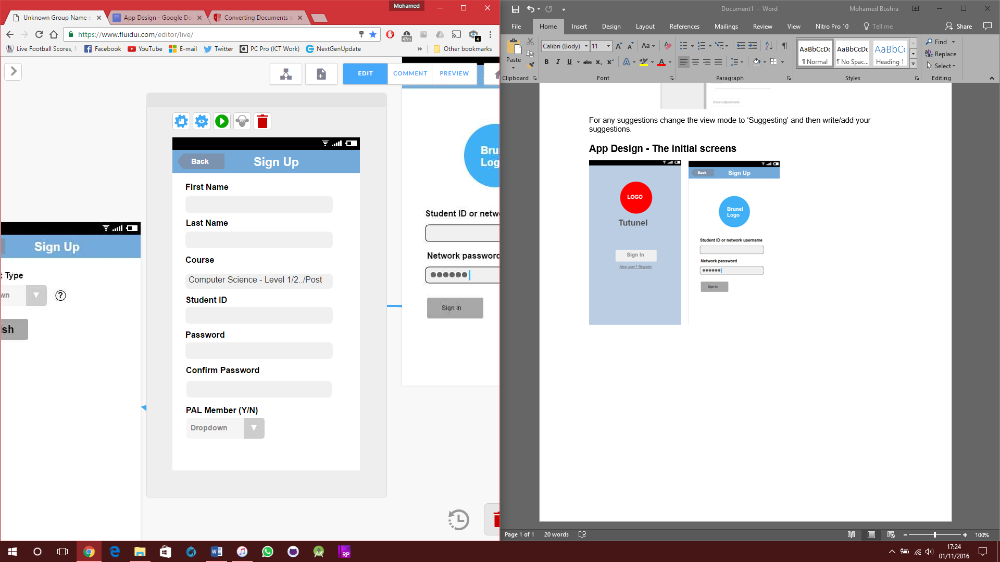 Mohamed
Unknown Group Name :
App Design - Google Do
Converting Documents t
https://www.fluidui.com/editor/live/
47m
4
Live Football Scores,
Facebook
YouTube
E-mail
Twitter
PC Pro (ICT Work)
NextGenUpdate
»
Other bookmarks
EDIT
COMMENT
PREVIEW
Back
Sign Up
First Name
Last Name
Course
Computer Science - Level 1/2../Post
Student ID
Password
Confirm Password
PAL Member (Y/N)
Dropdown
Sign Up
t Type
wn
?
sh
Bru
Log
Student ID or netw
Network password
Sign In
Document1 - Word
Mohamed Bushra
File
Home
Insert
Design
Layout
References
Mailings
Review
View
Nitro Pro 10
Tell me
Share
Paste
Clipboard
Calibri (Body)
11
Aa
B I U abc x₂ x²
A
Font
Paragraph
AaBbCcDc
¶ Normal
AaBbCcDc
¶ No Spac...
AaBbC
Heading 1
Styles
Find
Replace
Select
Editing
Reset adjustments
For any suggestions change the view mode to ‘Suggesting’ and then write/add your
suggestions.
App Design - The initial screens
LOGO
Tutunel
Sign In
New user? Register
Back
Sign Up
Brunel
Logo
Student ID or network username
Network password
Sign In
Page 1 of 1
20 words
100%
RP
17:24
01/11/2016